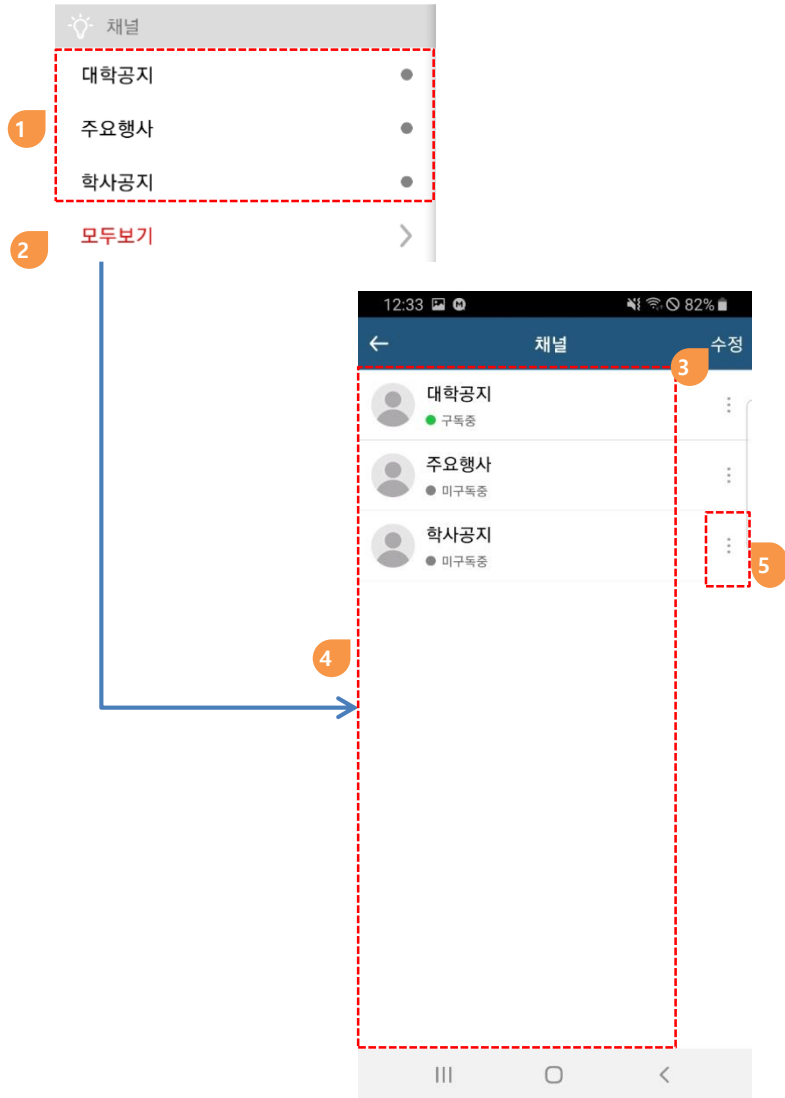 채널
대학공지
1
주요행사
학사공지
2
모두보기
12:33 82%
채널
수정
3
대학공지
구독중
주요행사
미구독중
학사공지
미구독중
5
4